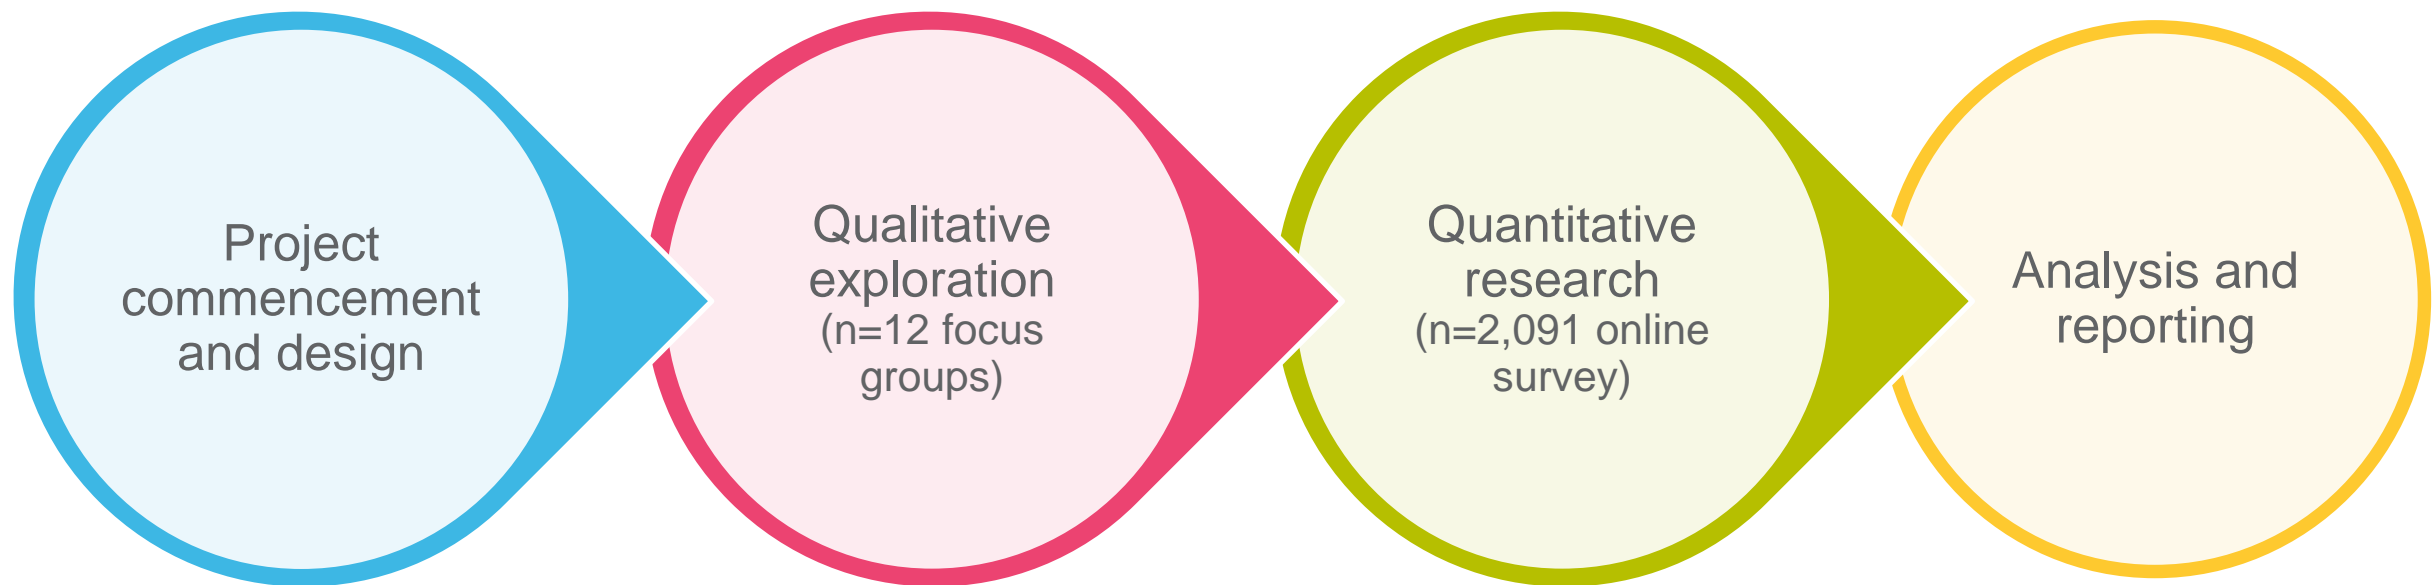 Project
commencement
and design
Qualitative
exploration
(n=12 focus
groups)
Quantitative
research
(n=2,091 online
survey)
Analysis and
reporting